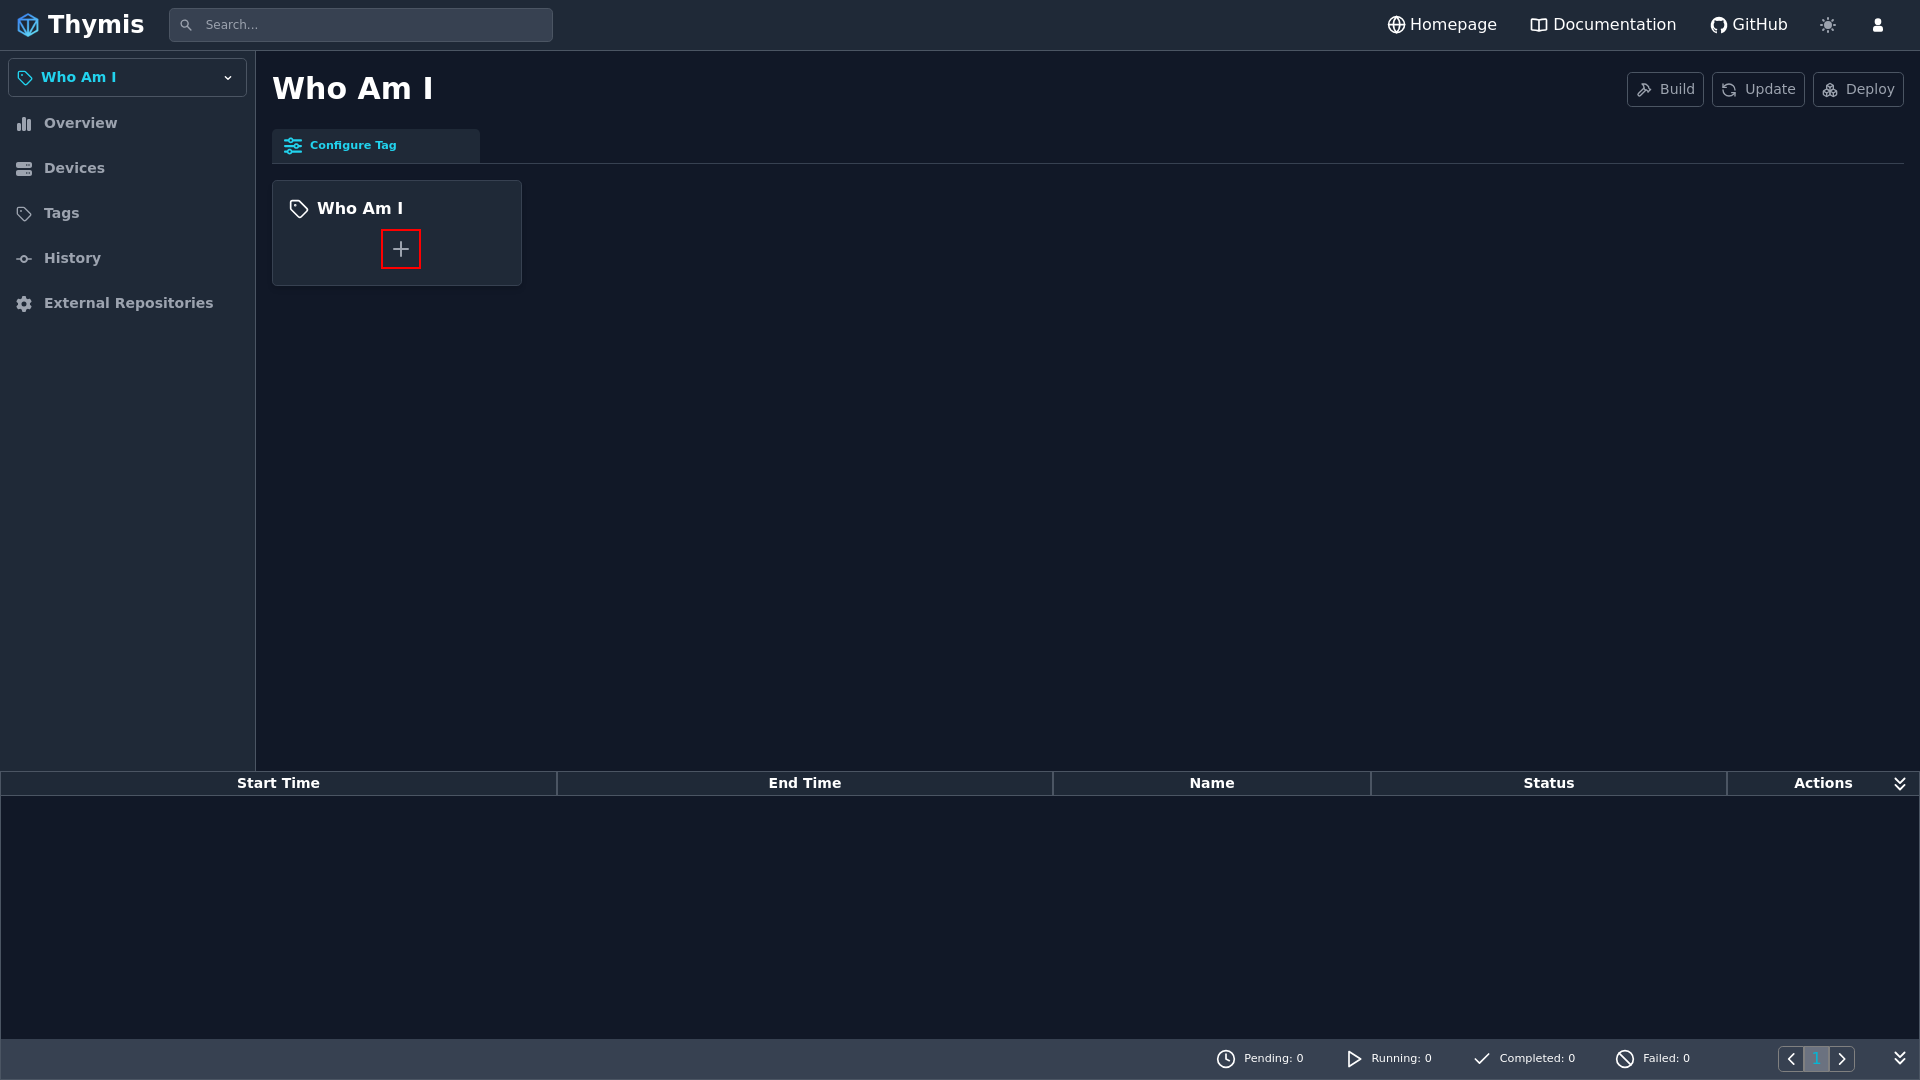 Thymis
Search...
Homepage
Documentation
GitHub
Who Am I
Overview
Devices
Tags
History
External Repositories
Who Am I
Build
Update
Deploy
Configure Tag
Who Am I
Start Time
End Time
Name
Status
Actions
Pending: 0
Running: 0
Completed: 0
Failed: 0
1